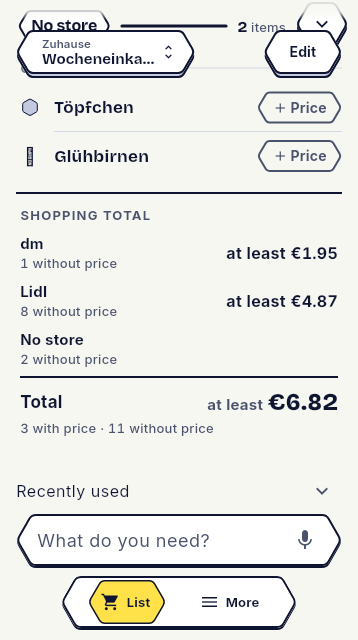 No store
2 items
Zuhause
Wocheneinka...
Edit
Töpfchen
+ Price
Glühbirnen
+ Price
SHOPPING TOTAL
dm
1 without price
at least €1.95
Lidl
8 without price
at least €4.87
No store
2 without price
Total
at least €6.82
3 with price · 11 without price
Recently used
What do you need?
List
More